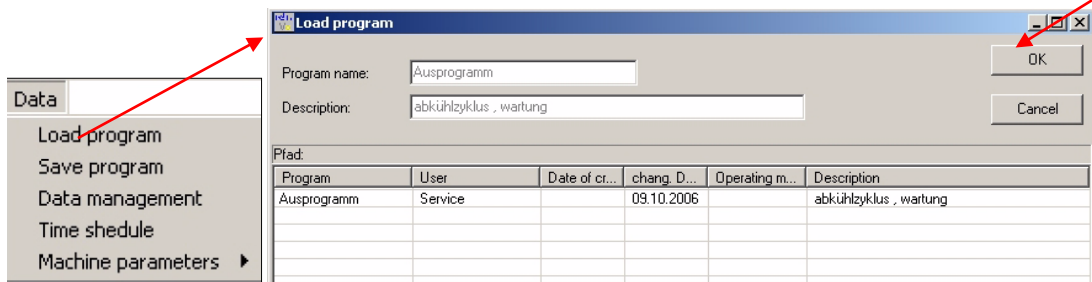 Data
Load program
Save program
Data management
Time shedule
Machine parameters
Load program
Program name: Ausprogramm
Description: abkühlzyklus , wartung
OK
Cancel
Pfad:
Program User Date of cr... chang. D... Operating m... Description
Ausprogramm Service 09.10.2006 abkühlzyklus , wartung